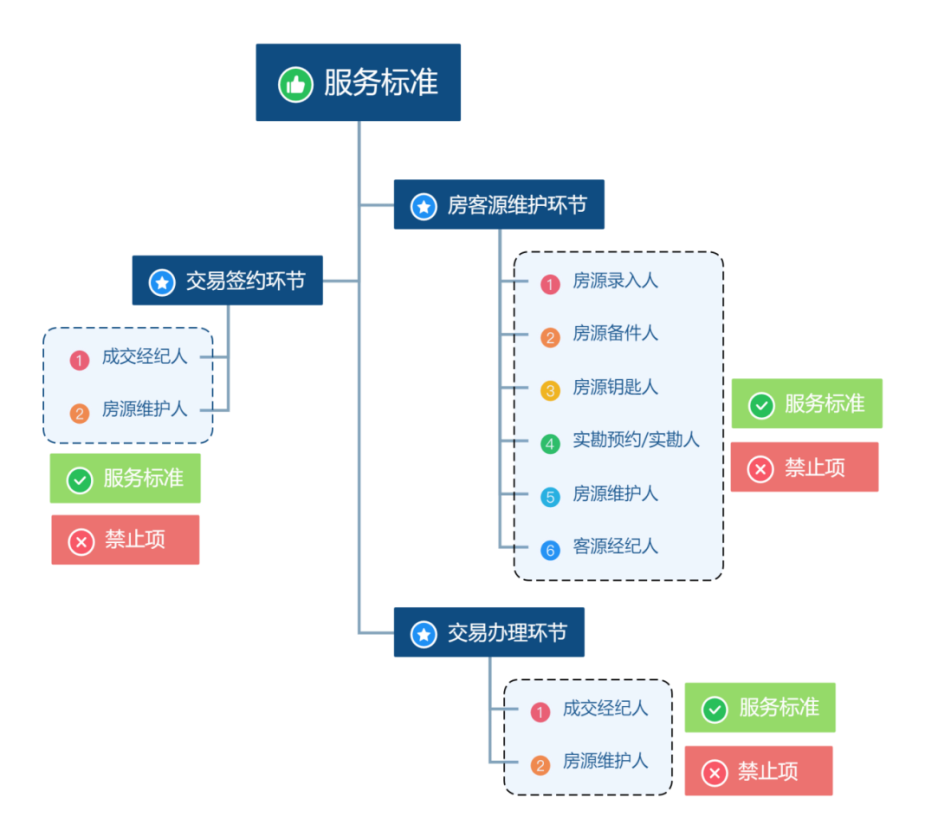 服务标准
房客源维护环节
1 房源录入人
2 房源备件人
3 房源钥匙人
4 实勘预约/实勘人
5 房源维护人
6 客源经纪人
服务标准
禁止项
交易签约环节
1 成交经纪人
2 房源维护人
服务标准
禁止项
交易办理环节
1 成交经纪人
2 房源维护人
服务标准
禁止项